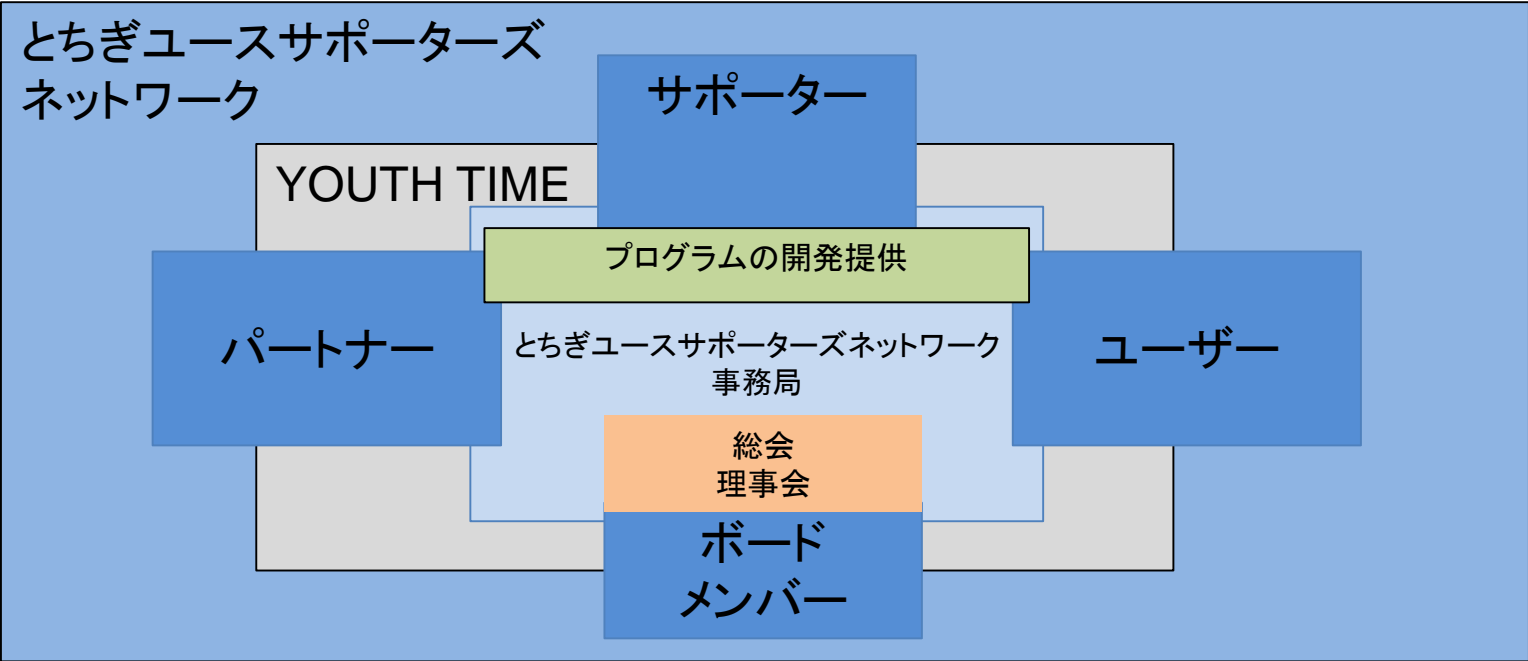 とちぎユースサポーターズ
ネットワーク
サポーター
YOUTH TIME
プログラムの開発提供
パートナー
とちぎユースサポーターズネットワーク
事務局
ユーザー
総会
理事会
ボード
メンバー